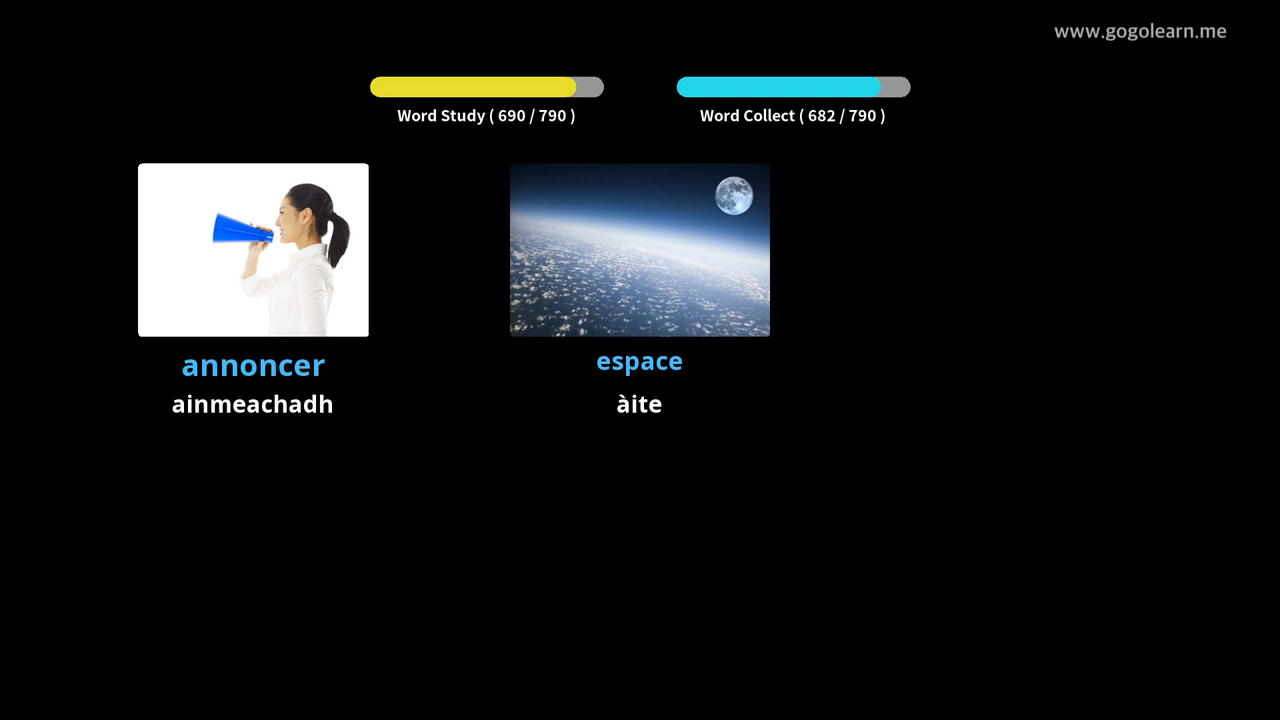 www.gogolearn.me
Word Study ( 690 / 790 )
Word Collect ( 682 / 790 )
annoncer
ainmeachadh
espace
àite